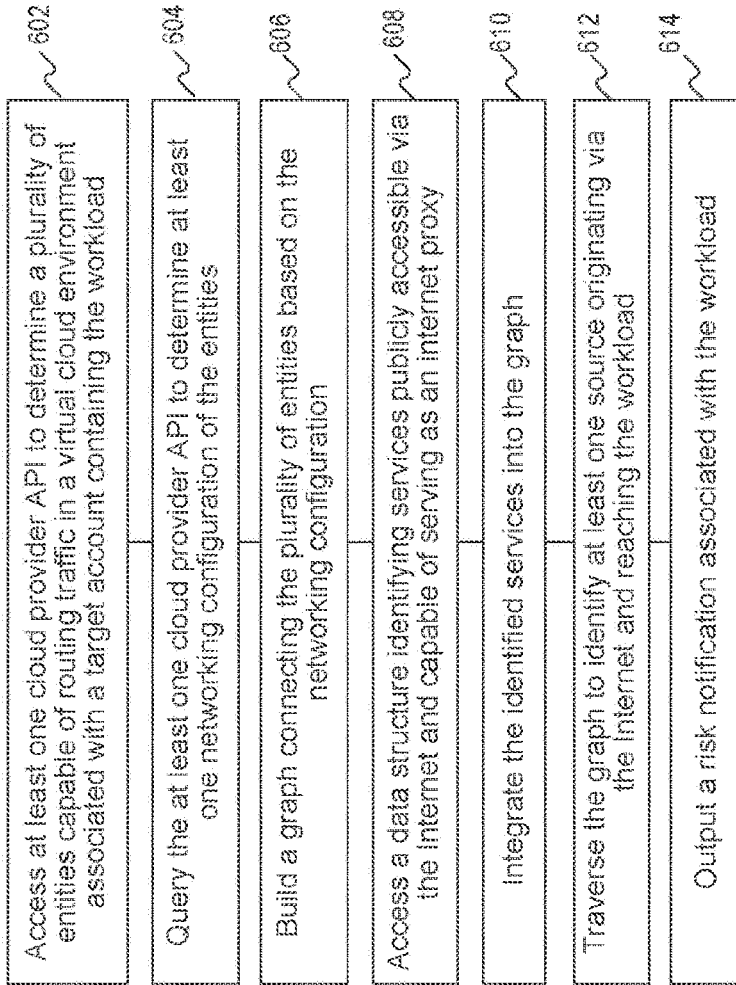 Access at least one cloud provider API to determine a plurality of
entities capable of routing traffic in a virtual cloud environment
associated with a target account containing the workload
602
Query the at least one cloud provider API to determine at least
one networking configuration of the entities
604
Build a graph connecting the plurality of entities based on the
networking configuration
606
Access a data structure identifying services publicly accessible via
the Internet and capable of serving as an internet proxy
608
Integrate the identified services into the graph
610
Traverse the graph to identify at least one source originating via
the Internet and reaching the workload
612
Output a risk notification associated with the workload
614